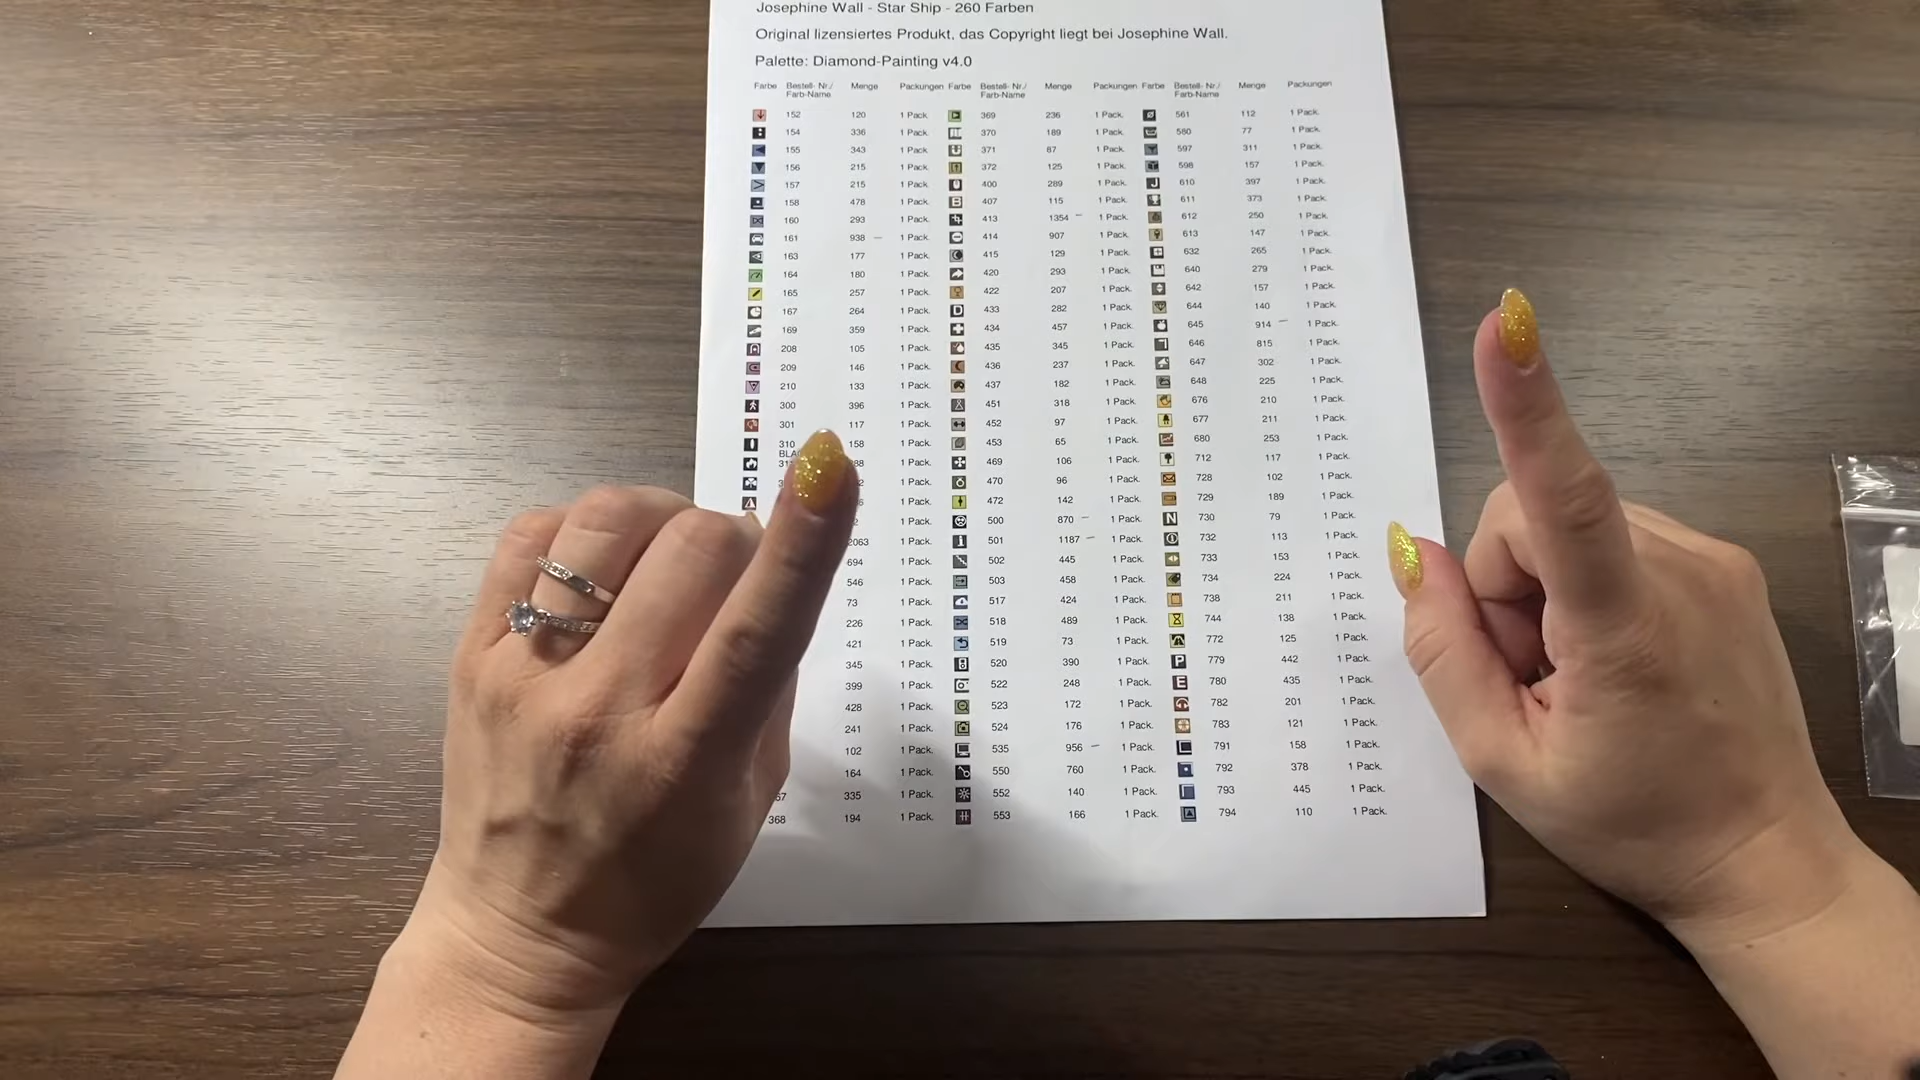 Josephine Wall - Star Ship - 260 Farben
Original lizensiertes Produkt, das Copyright liegt bei Josephine Wall.
Palette: Diamond-Painting v4.0
Farbe Bestell- Nr./ Farb-Name Menge Packungen Farbe Bestell- Nr./ Farb-Name Menge Packungen Farbe Bestell- Nr./ Farb-Name Menge Packungen
152 120 1 Pack. 369 236 1 Pack. 561 112 1 Pack.
154 336 1 Pack. 370 189 1 Pack. 580 77 1 Pack.
155 343 1 Pack. 371 87 1 Pack. 597 311 1 Pack.
156 215 1 Pack. 372 125 1 Pack. 598 157 1 Pack.
157 215 1 Pack. 400 289 1 Pack. J 610 397 1 Pack.
158 478 1 Pack. B 407 115 1 Pack. 611 373 1 Pack.
160 293 1 Pack. 413 1354 1 Pack. 612 250 1 Pack.
161 938 1 Pack. 414 907 1 Pack. 613 147 1 Pack.
163 177 1 Pack. 415 129 1 Pack. 632 265 1 Pack.
164 180 1 Pack. 420 293 1 Pack. 640 279 1 Pack.
165 257 1 Pack. 422 207 1 Pack. 642 157 1 Pack.
167 264 1 Pack. D 433 282 1 Pack. 644 140 1 Pack.
169 359 1 Pack. 434 457 1 Pack. 645 914 1 Pack.
208 105 1 Pack. 435 345 1 Pack. 646 815 1 Pack.
209 146 1 Pack. 436 237 1 Pack. 647 302 1 Pack.
210 133 1 Pack. 437 182 1 Pack. 648 225 1 Pack.
300 396 1 Pack. 451 318 1 Pack. 676 210 1 Pack.
301 117 1 Pack. 452 97 1 Pack. 677 211 1 Pack.
310 158 1 Pack. 453 65 1 Pack. 680 253 1 Pack.
1 Pack. 469 106 1 Pack. 712 117 1 Pack.
1 Pack. 470 96 1 Pack. 728 102 1 Pack.
1 Pack. 472 142 1 Pack. 729 189 1 Pack.
1 Pack. 500 870 1 Pack. N 730 79 1 Pack.
2063 1 Pack. i 501 1187 1 Pack. 732 113 1 Pack.
694 1 Pack. 502 445 1 Pack. 733 153 1 Pack.
546 1 Pack. 503 458 1 Pack. 734 224 1 Pack.
73 1 Pack. 517 424 1 Pack. 738 211 1 Pack.
226 1 Pack. 518 489 1 Pack. 744 138 1 Pack.
421 1 Pack. 519 73 1 Pack. 772 125 1 Pack.
345 1 Pack. 520 390 1 Pack. P 779 442 1 Pack.
399 1 Pack. 522 248 1 Pack. E 780 435 1 Pack.
428 1 Pack. 523 172 1 Pack. 782 201 1 Pack.
241 1 Pack. 524 176 1 Pack. 783 121 1 Pack.
102 1 Pack. 535 956 1 Pack. 791 158 1 Pack.
164 1 Pack. 550 760 1 Pack. 792 378 1 Pack.
335 1 Pack. 552 140 1 Pack. 793 445 1 Pack.
368 194 1 Pack. 553 166 1 Pack. 794 110 1 Pack.